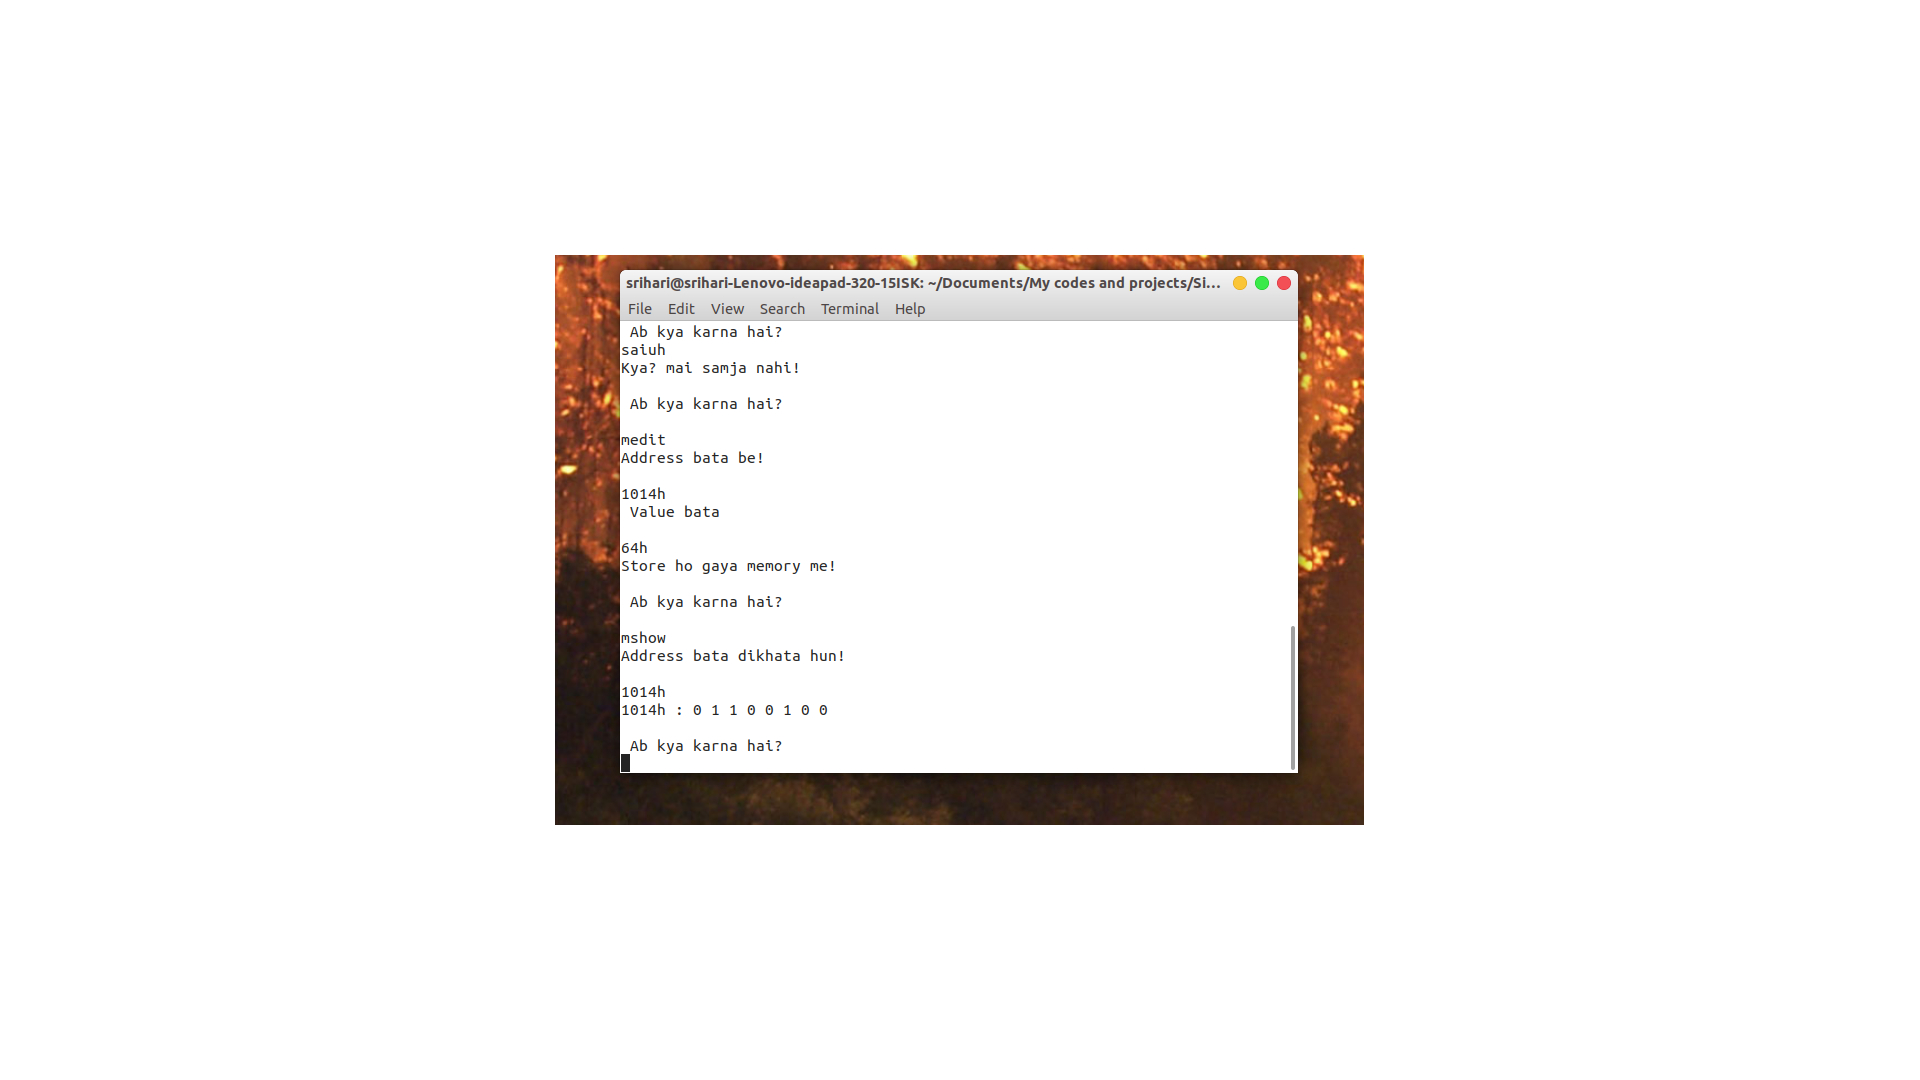 srihari@srihari-Lenovo-ideapad-320-15ISK: ~/Documents/My codes and projects/Si...
File Edit View Search Terminal Help
Ab kya karna hai?
saiuh
Kya? mai samja nahi!
Ab kya karna hai?
medit
Address bata be!
1014h
Value bata
64h
Store ho gaya memory me!
Ab kya karna hai?
mshow
Address bata dikhata hun!
1014h
1014h : 0 1 1 0 0 1 0 0
Ab kya karna hai?